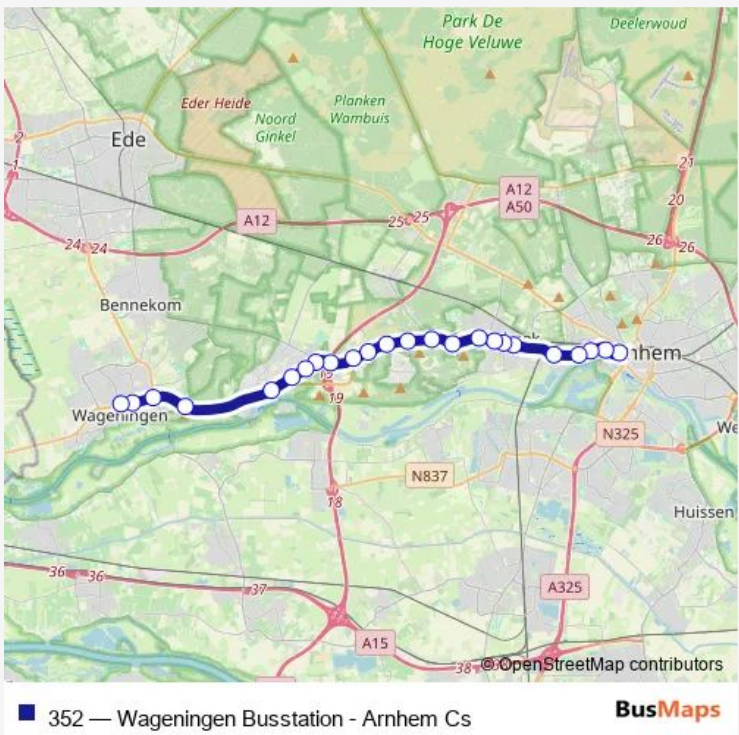 Park De
Hoge Veluwe
Deelerwoud
Eder Heide
Planken
Wambuis
Noord
Ginkel
Ede
2
1
21
20
A12
A12
A50
25
25
24
24
26
26
Bennekom
nhem
Wageningen
19
N325
We
N837
18
Huissen
36
36
37
A325
A15
38
© OpenStreetMap contributors
352 — Wageningen Busstation - Arnhem Cs
BusMaps